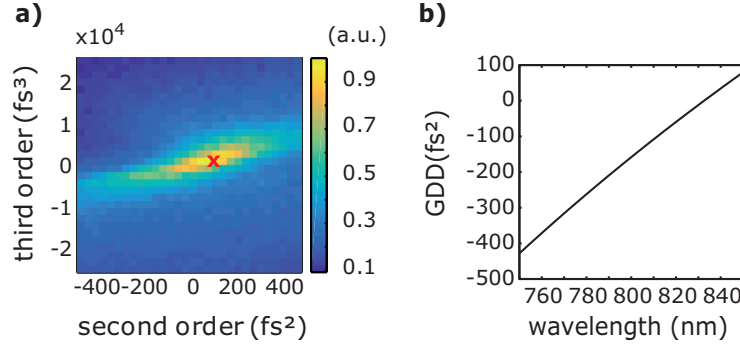 a)
x10⁴
(a.u.)
third order (fs³)
2
1
0
-1
-2
-400 -200 0 200 400
second order (fs²)
0.9
0.7
0.5
0.3
0.1
x
b)
GDD(fs²)
100
0
-100
-200
-300
-400
-500
760 780 800 820 840
wavelength (nm)